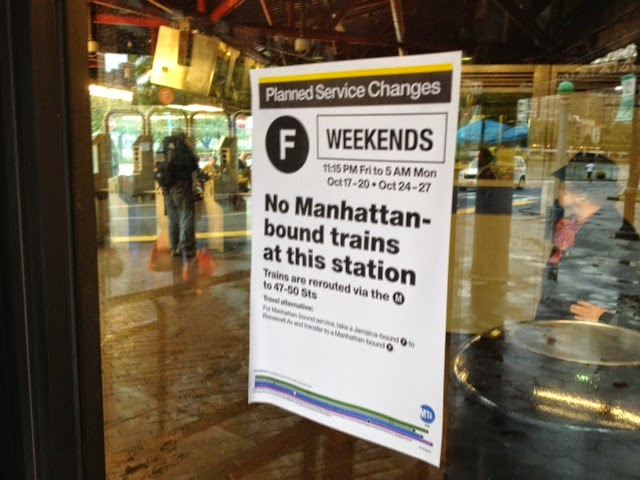 Planned Service Changes
F
WEEKENDS
11:15 PM Fri to 5 AM Mon
Oct 17–20 • Oct 24–27
No Manhattan-
bound trains
at this station
Trains are rerouted via the M
to 47-50 Sts
Travel alternative:
For Manhattan-bound service, take a Jamaica-bound F to
Roosevelt Av and transfer to a Manhattan-bound F.
MTA